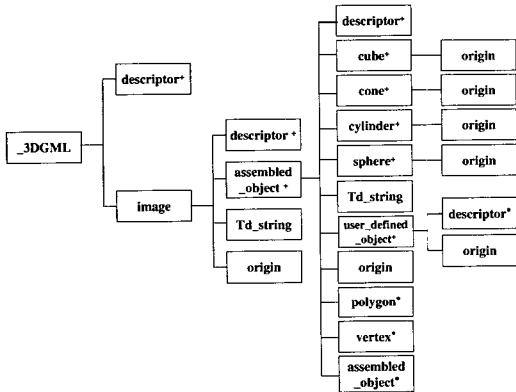 _3DGML
descriptor+
image
descriptor +
assembled
_object +
Td_string
origin
descriptor+
cube+
cone+
cylinder+
sphere+
Td_string
user_defined
_object+
origin
polygon*
vertex*
assembled
_object*
origin
origin
origin
origin
descriptor*
origin